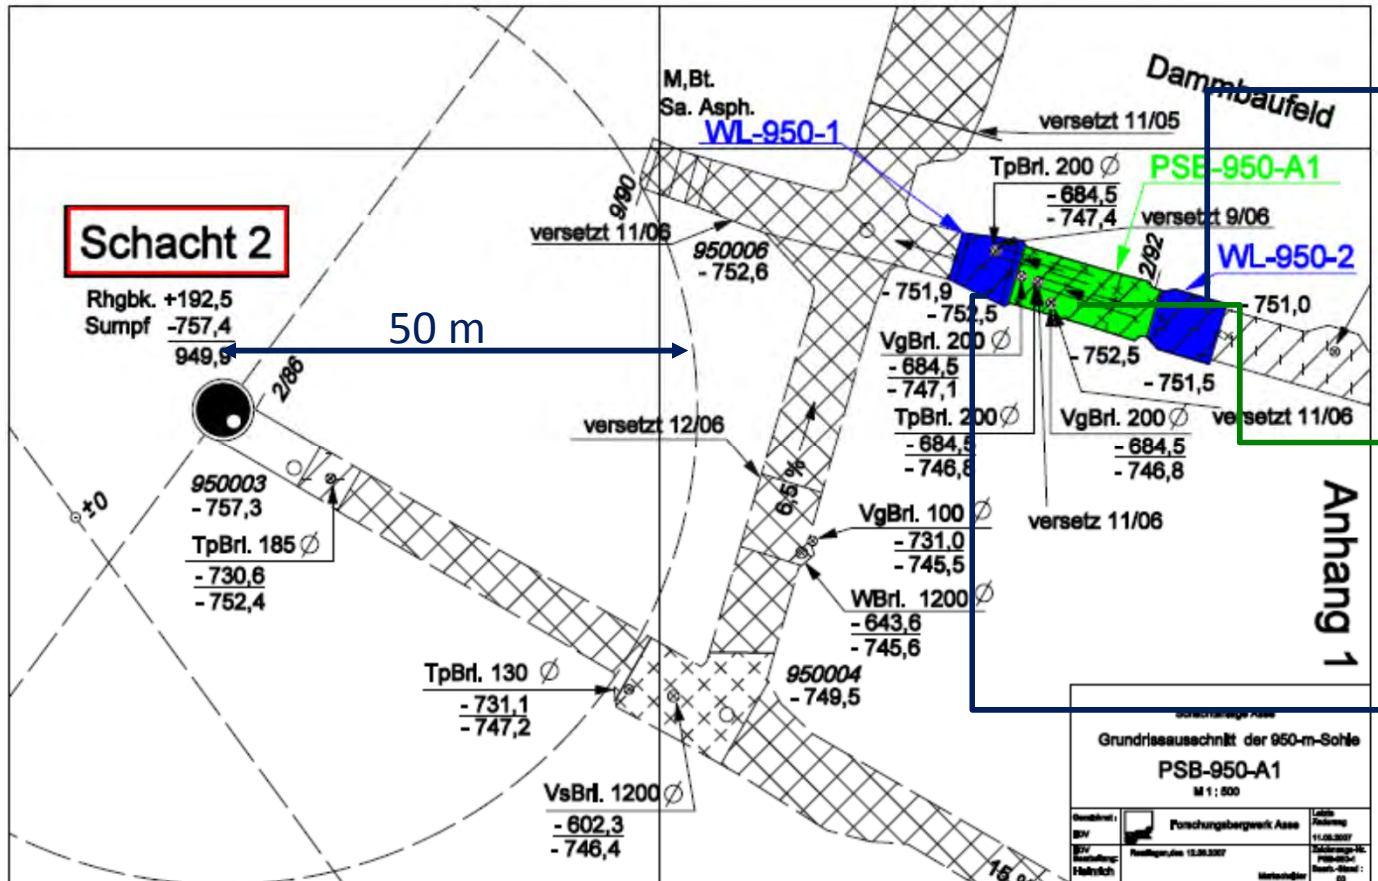 M,Bt.
Sa. Asph.
WL-950-1
Dammbaufeld
versetzt 11/05
TpBrl. 200 Ø
- 684,5
- 747,4
PSB-950-A1
versetzt 9/06
9/90
versetzt 11/06
950006
- 752,6
2/92
WL-950-2
Schacht 2
Rhgbk. +192,5
Sumpf -757,4
949,9
50 m
2/86
- 751,9
- 752,5
- 751,0
VgBrl. 200 Ø
- 684,5
- 747,1
- 752,5
- 751,5
TpBrl. 200 Ø
- 684,5
- 746,8
VgBrl. 200 Ø
- 684,5
- 746,8
versetzt 11/06
versetzt 12/06
6,5 %
±0
950003
- 757,3
TpBrl. 185 Ø
- 730,6
- 752,4
VgBrl. 100 Ø
- 731,0
- 745,5
versetz 11/06
Anhang 1
WBrl. 1200 Ø
- 643,6
- 745,6
TpBrl. 130 Ø
- 731,1
- 747,2
950004
- 749,5
VsBrl. 1200 Ø
- 602,3
- 746,4
Grundrissausschnitt der 950-m-Sohle
PSB-950-A1
M 1 : 500
Forschungsbergwerk Asse
11.06.2007
Heinrich